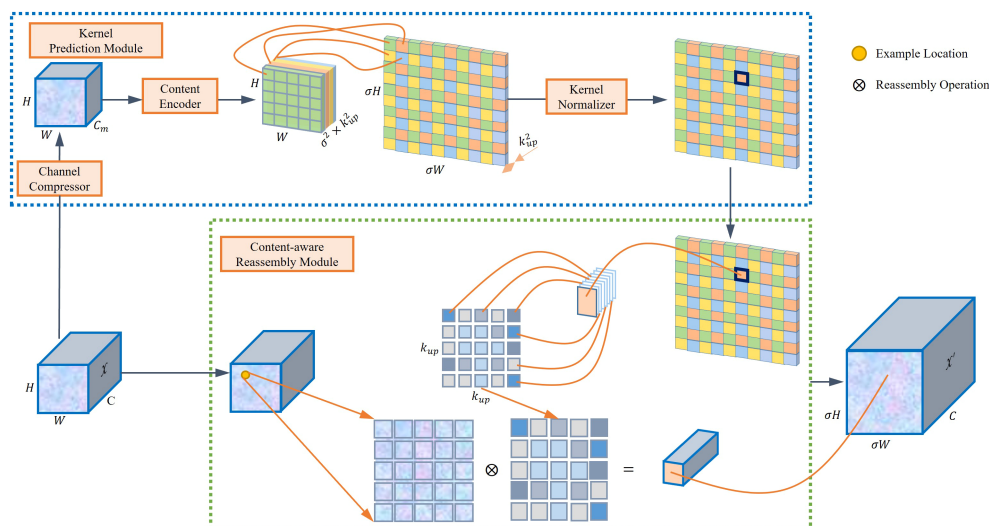 Kernel
Prediction Module
H
W
C_m
Content
Encoder
H
W
σ² × k²_up
σH
σW
k²_up
Kernel
Normalizer
Example Location
Reassembly Operation
Channel
Compressor
Content-aware
Reassembly Module
k_up
k_up
H
W
C
𝒳
⊗
=
σH
σW
C
𝒳′